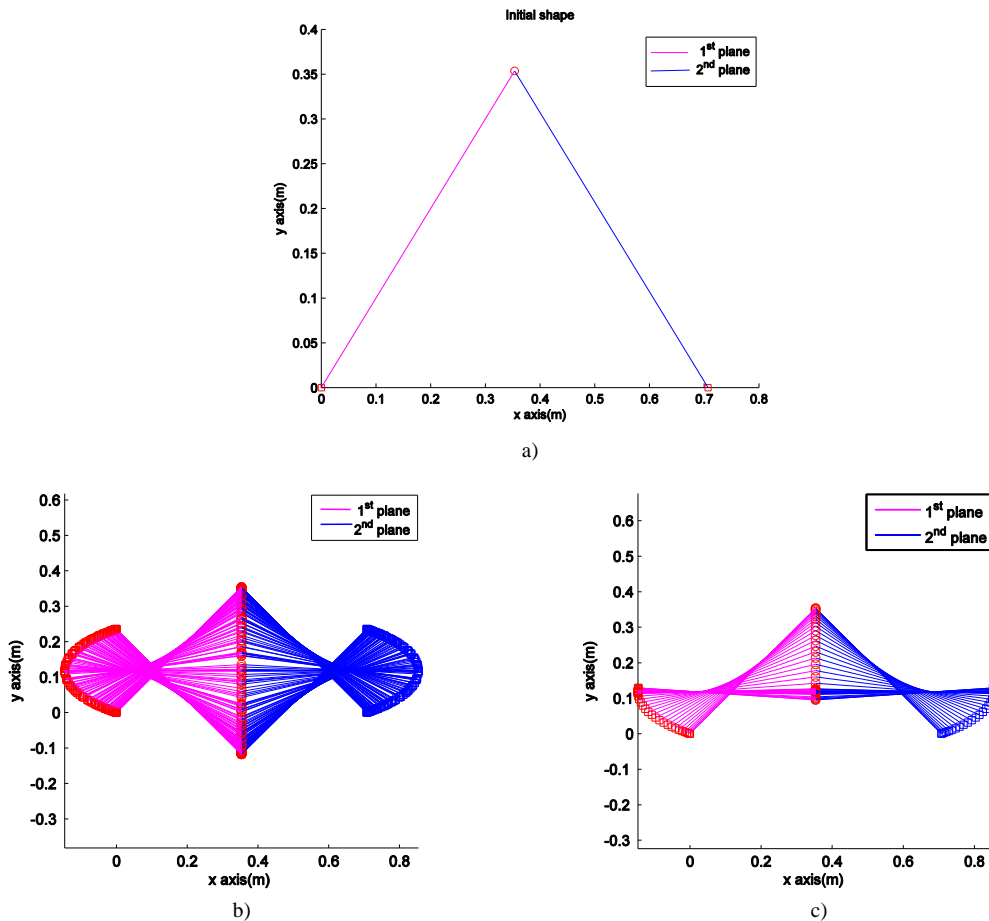 Initial shape
0.4
0.35
0.3
0.25
0.2
0.15
0.1
0.05
0
y axis(m)
1st plane
2nd plane
0 0.1 0.2 0.3 0.4 0.5 0.6 0.7 0.8
x axis(m)
a)
0.6
0.5
0.4
0.3
0.2
0.1
0
-0.1
-0.2
-0.3
y axis(m)
1st plane
2nd plane
0 0.2 0.4 0.6 0.8
x axis(m)
b)
0.6
0.5
0.4
0.3
0.2
0.1
0
-0.1
-0.2
-0.3
y axis(m)
1st plane
2nd plane
0 0.2 0.4 0.6 0.8
x axis(m)
c)